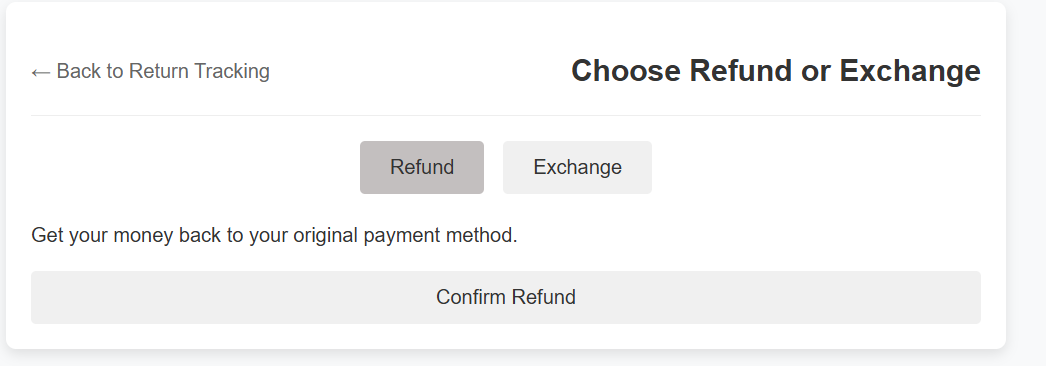 ← Back to Return Tracking
Choose Refund or Exchange
Refund
Exchange
Get your money back to your original payment method.
Confirm Refund